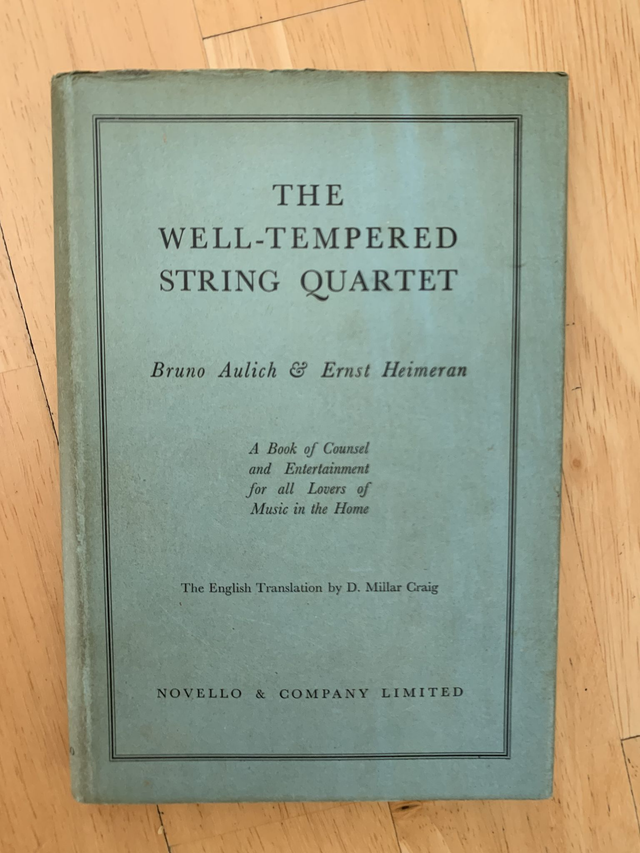 THE
WELL-TEMPERED
STRING QUARTET
Bruno Aulich & Ernst Heimeran
A Book of Counsel
and Entertainment
for all Lovers of
Music in the Home
The English Translation by D. Millar Craig
NOVELLO & COMPANY LIMITED